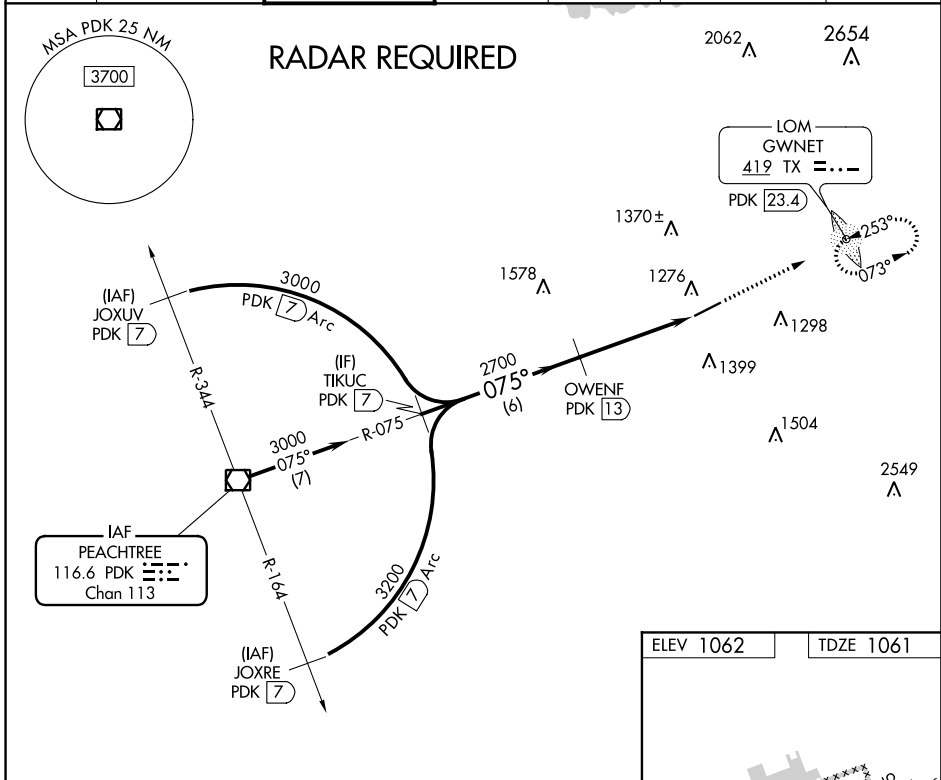 MSA PDK 25 NM
3700
RADAR REQUIRED
2062
2654
LOM
GWNET
419 TX
PDK 23.4
253°
073°
1370±
1578
1276
1298
1399
1504
2549
(IAF)
JOXUV
PDK 7
3000
PDK 7 Arc
R-344
(IF)
TIKUC
PDK 7
2700
075°
(6)
OWENF
PDK 13
R-075
3000
075°
(7)
IAF
PEACHTREE
116.6 PDK
Chan 113
R-164
3200
PDK 7 Arc
(IAF)
JOXRE
PDK 7
ELEV 1062
TDZE 1061